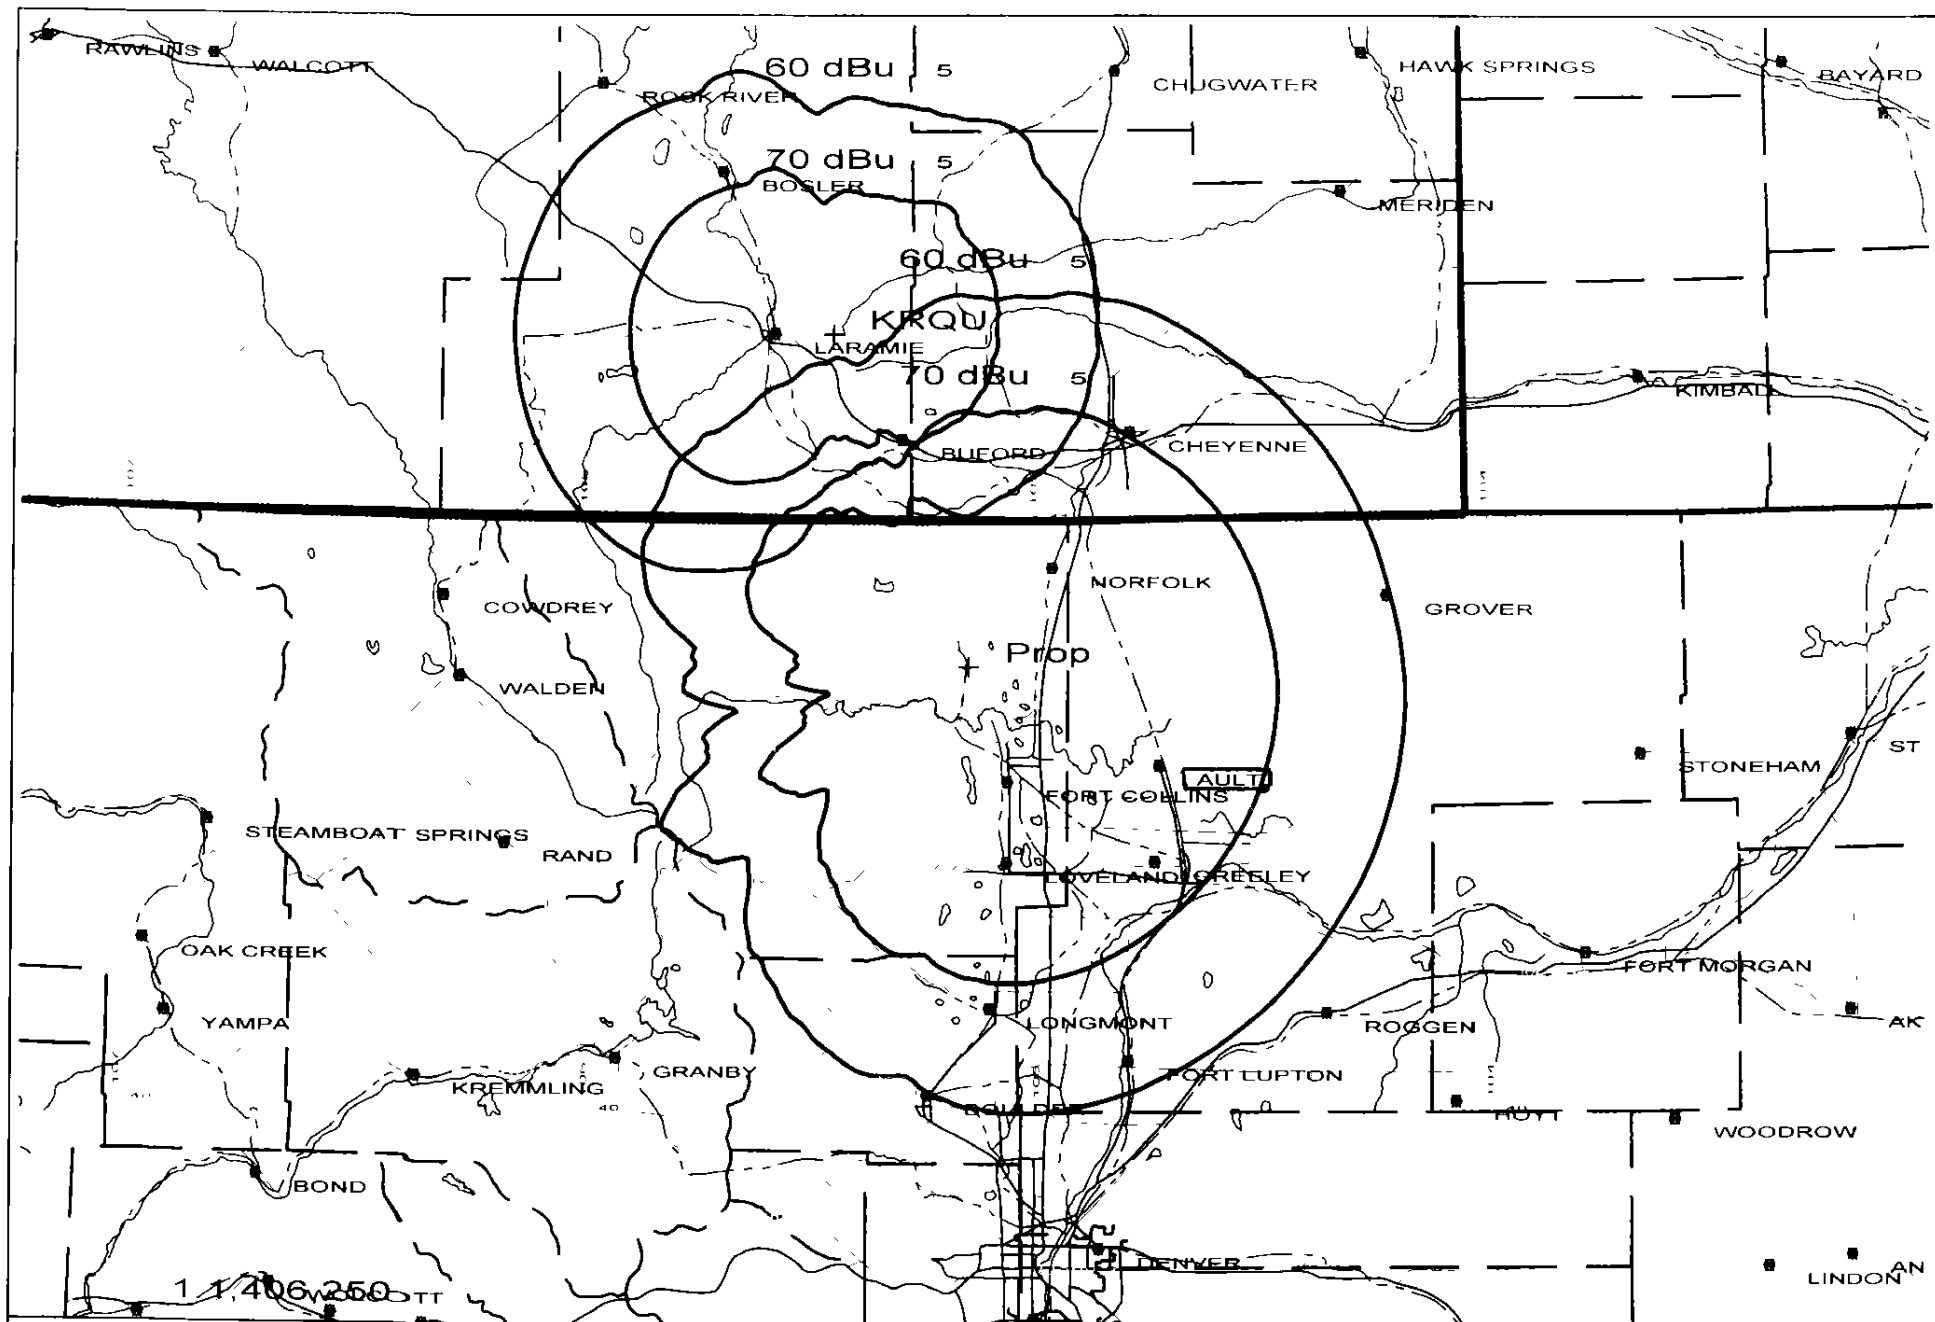 RAWLINS
WALCOTT
60 dBu 5
ROCK RIVER
CHUGWATER
HAWK SPRINGS
BAYARD
70 dBu 5
BOSLER
MERIDEN
60 dBu 5
KRQU
LARAMIE
70 dBu 5
KIMBALL
BUFORD
CHEYENNE
COWDREY
NORFOLK
GROVER
Prop
WALDEN
ST
STONEHAM
AULT
FORT COLLINS
STEAMBOAT SPRINGS
RAND
LOVELAND
GREELEY
OAK CREEK
FORT MORGAN
YAMPA
LONGMONT
ROGGEN
AK
GRANBY
KREMMLING
FORT LUPTON
BOULDER
HOYT
WOODROW
BOND
DENVER
LINDON
AN
1 1,406,250
WOLCOTT